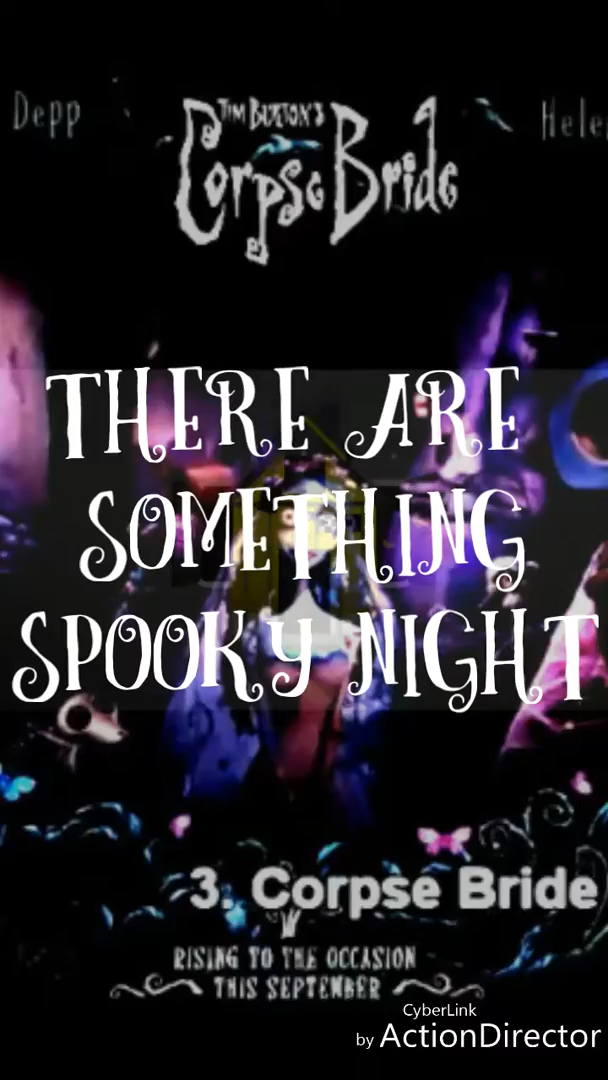 Depp
Hele
TIM BURTON'S
Corpse Bride
THERE ARE
SOMETHING
SPOOKY NIGHT
3. Corpse Bride
RISING TO THE OCCASION
THIS SEPTEMBER
CyberLink
by ActionDirector